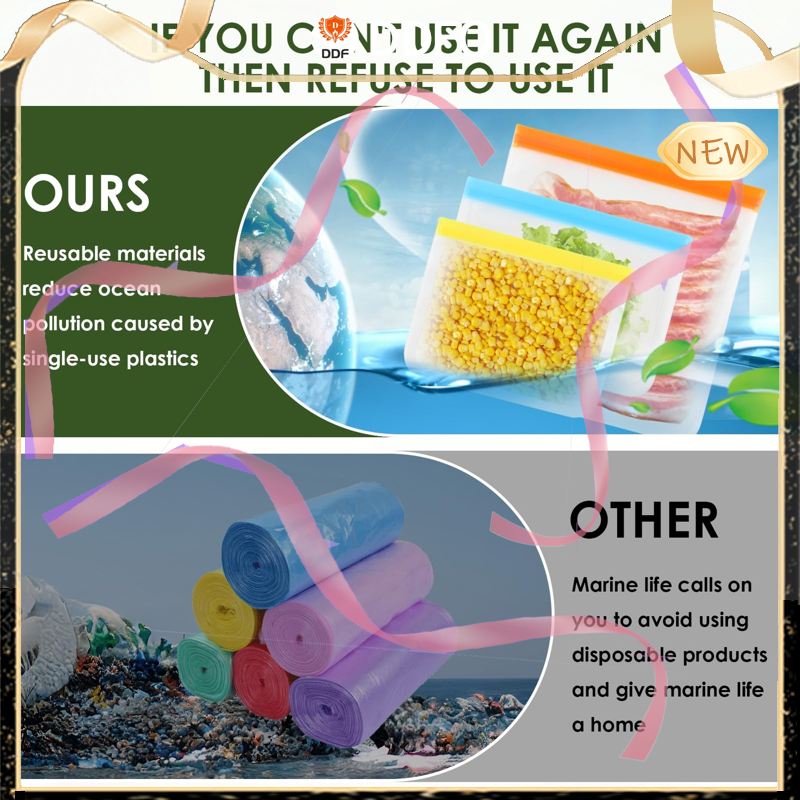 IF YOU CAN'T USE IT AGAIN
DDF
THEN REFUSE TO USE IT
NEW
OURS
Reusable materials
reduce ocean
pollution caused by
single-use plastics
OTHER
Marine life calls on
you to avoid using
disposable products
and give marine life
a home